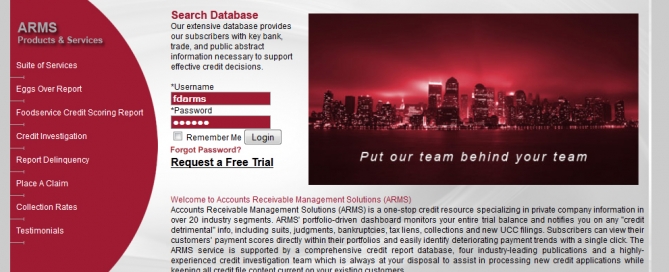 ARMS
Products & Services
Suite of Services
Eggs Over Report
Foodservice Credit Scoring Report
Credit Investigation
Report Delinquency
Place A Claim
Collection Rates
Testimonials
Search Database
Our extensive database provides
our subscribers with key bank,
trade, and public abstract
information necessary to support
effective credit decisions.
*Username
fdarms
*Password
●●●●●●
Remember Me Login
Forgot Password?
Request a Free Trial
Put our team behind your team
Welcome to Accounts Receivable Management Solutions (ARMS)
Accounts Receivable Management Solutions (ARMS) is a one-stop credit resource specializing in private company information in
over 20 industry segments. ARMS' portfolio-driven dashboard monitors your entire trial balance and notifies you on any "credit
detrimental" info, including suits, judgments, bankruptcies, tax liens, collections and new UCC filings. Subscribers can view their
customers' payment scores directly within their portfolios and easily identify deteriorating payment trends with a single click. The
ARMS service is supported by a comprehensive credit report database, four industry-leading publications and a highly-
experienced credit investigation team which is always at your disposal to assist in processing new credit applications while
keeping all credit file content current on your existing customers.